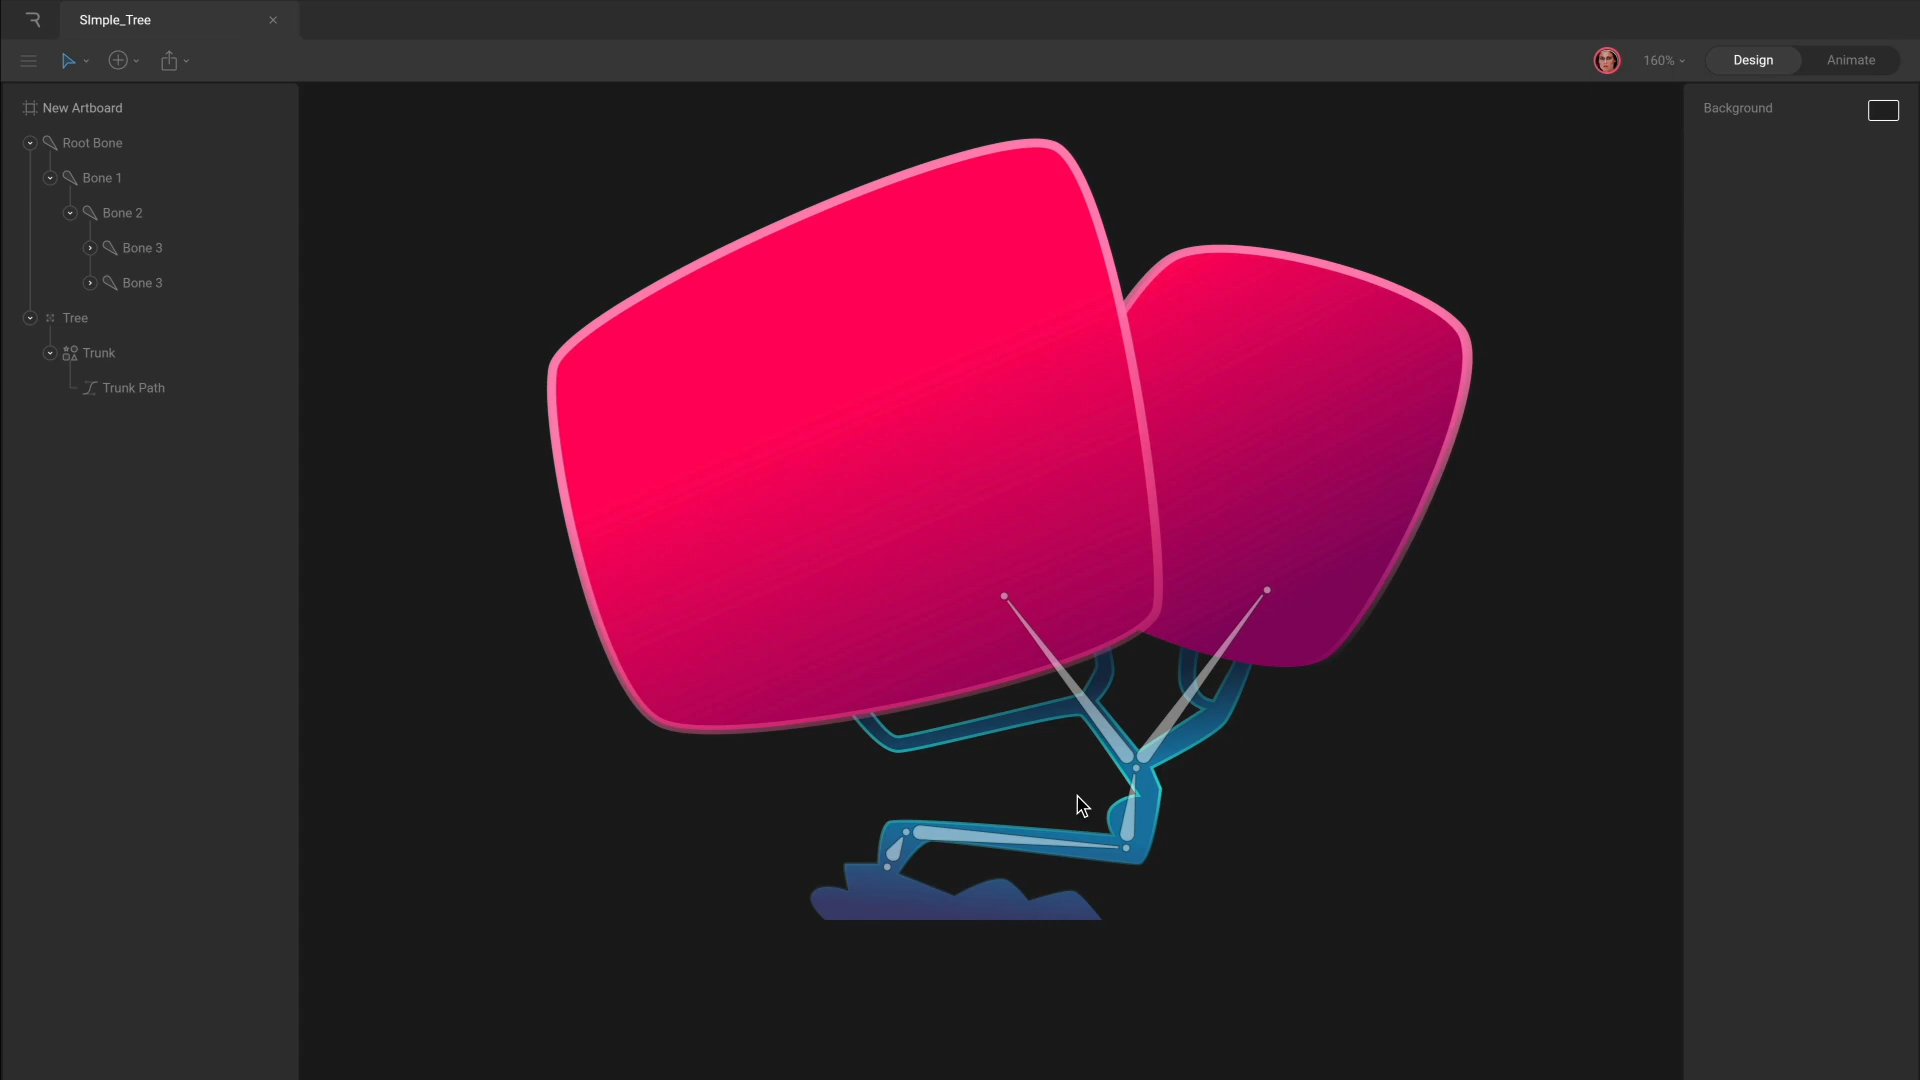 SImple_Tree
160%
Design
Animate
New Artboard
Background
Root Bone
Bone 1
Bone 2
Bone 3
Bone 3
Tree
Trunk
Trunk Path